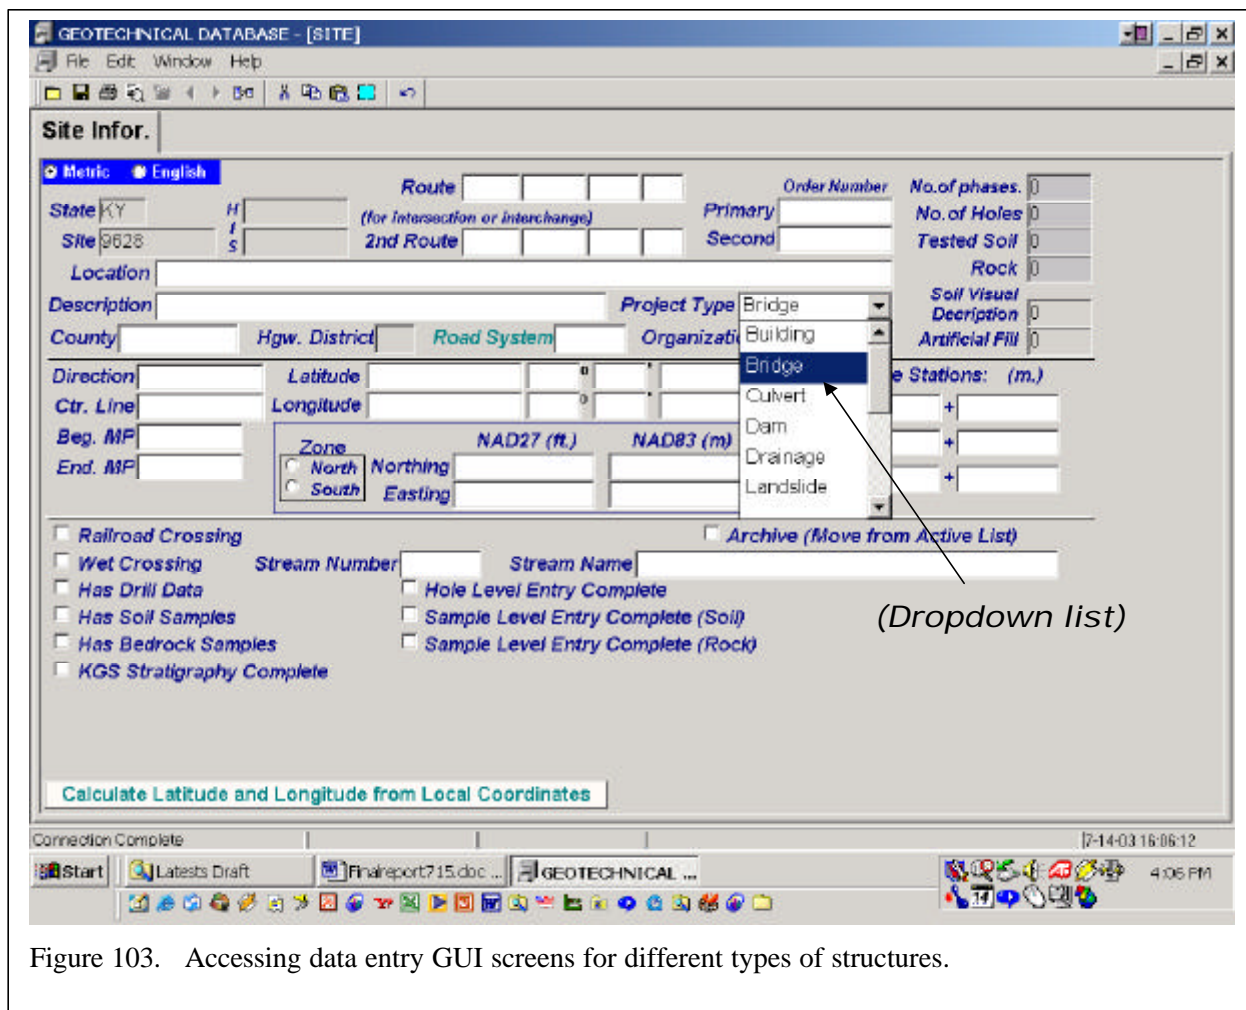 GEOTECHNICAL DATABASE - [SITE]
File Edit Window Help
Site Infor.
Metric English
Route
Order Number
No.of phases. 0
State KY
H
(for intersection or interchange)
Primary
No. of Holes 0
Site 9628
I
S
2nd Route
Second
Tested Soil 0
Location
Rock 0
Description
Project Type Bridge
Soil Visual
Decription 0
County
Hgw. District
Road System
Organizati
Building
Artificial Fill 0
Direction
Latitude
o
'
Bridge
e Stations: (m.)
Ctr. Line
Longitude
o
'
Culvert
+
Beg. MP
Zone
NAD27 (ft.)
NAD83 (m)
Dam
+
End. MP
North
Northing
Drainage
South
Easting
Landslide
+
Railroad Crossing
Archive (Move from Active List)
Wet Crossing
Stream Number
Stream Name
Has Drill Data
Hole Level Entry Complete
Has Soil Samples
Sample Level Entry Complete (Soil)
(Dropdown list)
Has Bedrock Samples
Sample Level Entry Complete (Rock)
KGS Stratigraphy Complete
Calculate Latitude and Longitude from Local Coordinates
Connection Complete
7-14-03 16:06:12
Start
Latests Draft
Finalreport715.doc ...
GEOTECHNICAL ...
4:06 PM
14
Figure 103. Accessing data entry GUI screens for different types of structures.